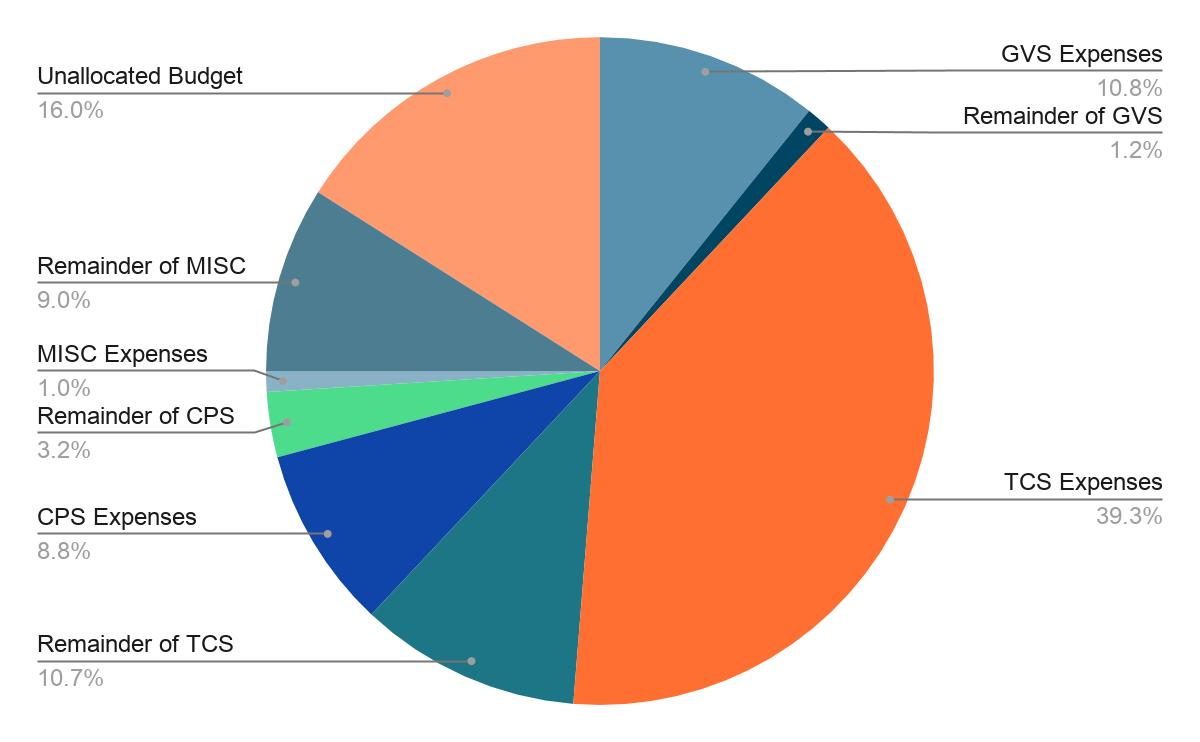 GVS Expenses
10.8%
Remainder of GVS
1.2%
TCS Expenses
39.3%
Remainder of TCS
10.7%
CPS Expenses
8.8%
Remainder of CPS
3.2%
MISC Expenses
1.0%
Remainder of MISC
9.0%
Unallocated Budget
16.0%